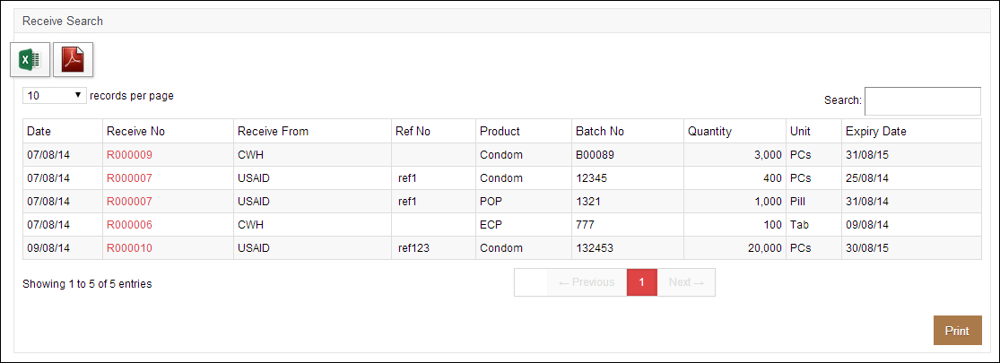 Receive Search
10 records per page
Search:
Date Receive No Receive From Ref No Product Batch No Quantity Unit Expiry Date
07/08/14 R000009 CWH Condom B00089 3,000 PCs 31/08/15
07/08/14 R000007 USAID ref1 Condom 12345 400 PCs 25/08/14
07/08/14 R000007 USAID ref1 POP 1321 1,000 Pill 31/08/14
07/08/14 R000006 CWH ECP 777 100 Tab 09/08/14
09/08/14 R000010 USAID ref123 Condom 132453 20,000 PCs 30/08/15
Showing 1 to 5 of 5 entries
← Previous 1 Next →
Print